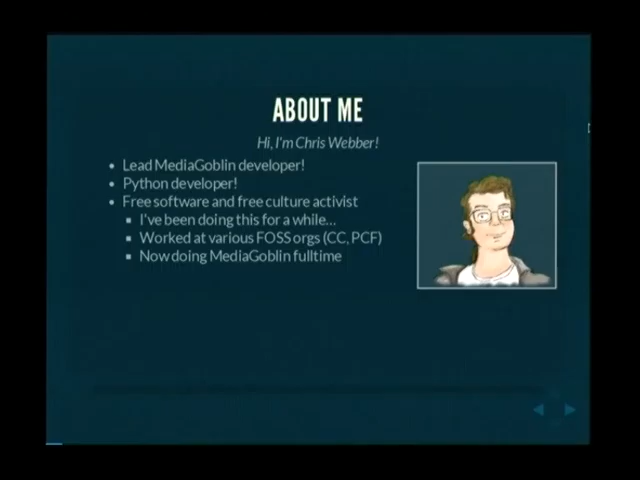 ABOUT ME
Hi, I'm Chris Webber!
Lead MediaGoblin developer!
Python developer!
Free software and free culture activist
I've been doing this for a while...
Worked at various FOSS orgs (CC, PCF)
Now doing MediaGoblin fulltime